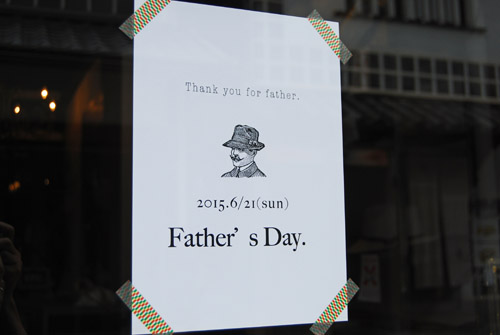 Thank you for father.
2015.6/21(sun)
Father’ s Day.